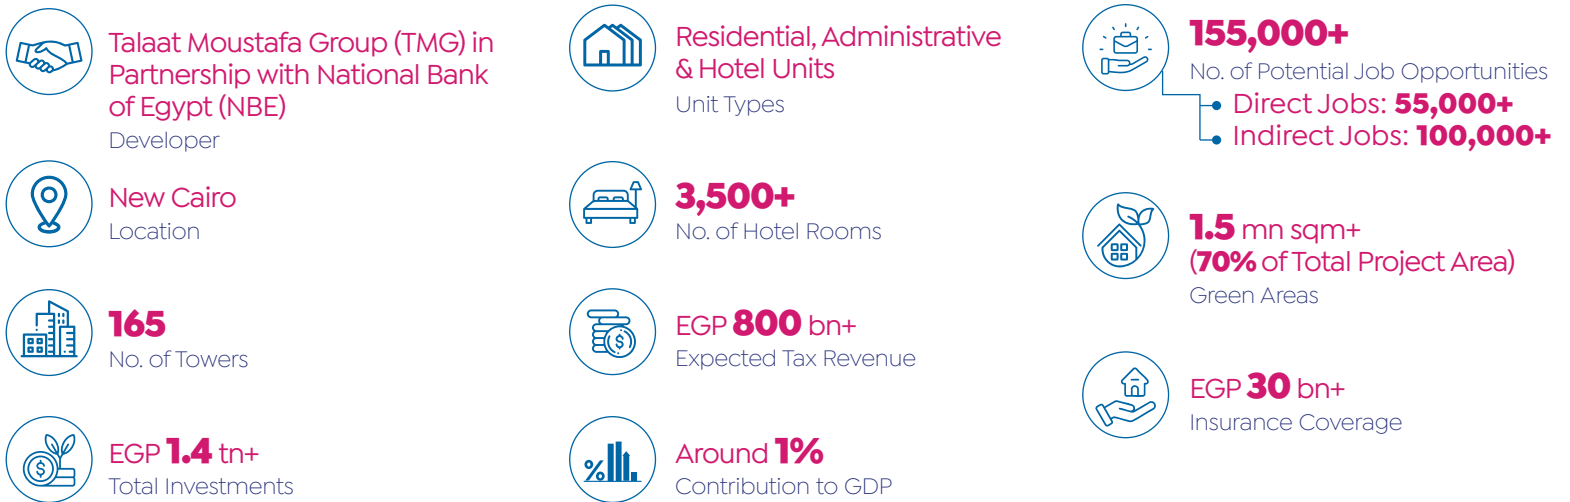 Talaat Moustafa Group (TMG) in
Partnership with National Bank
of Egypt (NBE)
Developer
New Cairo
Location
165
No. of Towers
EGP 1.4 tn+
Total Investments
Residential, Administrative
& Hotel Units
Unit Types
3,500+
No. of Hotel Rooms
EGP 800 bn+
Expected Tax Revenue
%
Around 1%
Contribution to GDP
155,000+
No. of Potential Job Opportunities
Direct Jobs: 55,000+
Indirect Jobs: 100,000+
1.5 mn sqm+
(70% of Total Project Area)
Green Areas
EGP 30 bn+
Insurance Coverage